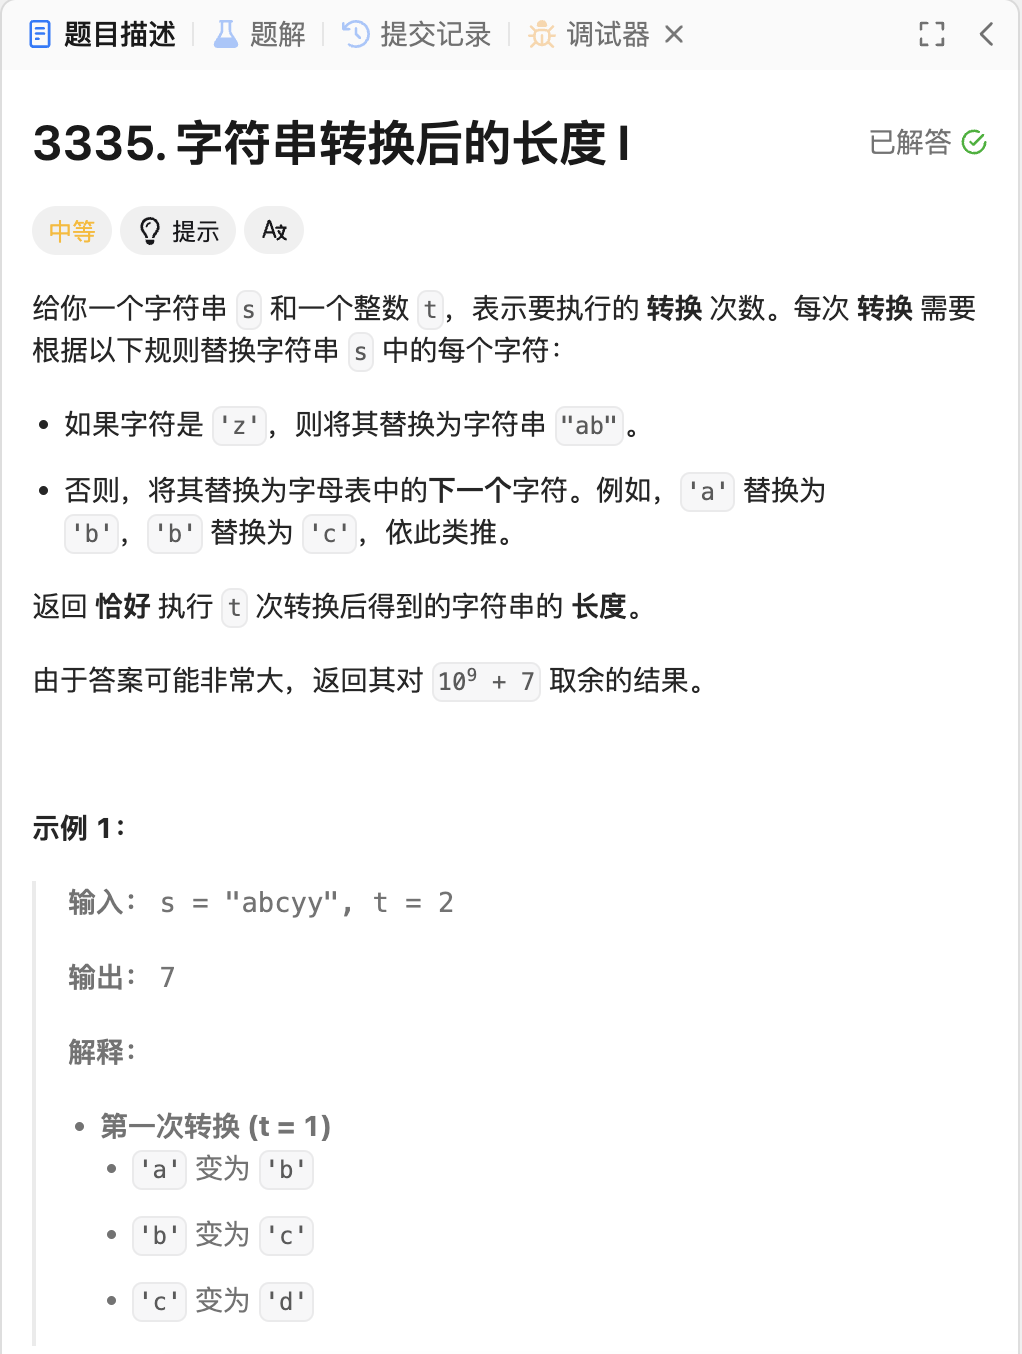 题目描述 题解 提交记录 调试器
3335. 字符串转换后的长度 I 已解答
中等 提示
给你一个字符串 s 和一个整数 t，表示要执行的 转换 次数。每次 转换 需要
根据以下规则替换字符串 s 中的每个字符：
• 如果字符是 'z'，则将其替换为字符串 "ab"。
• 否则，将其替换为字母表中的下一个字符。例如， 'a' 替换为
'b'， 'b' 替换为 'c'，依此类推。
返回 恰好 执行 t 次转换后得到的字符串的 长度。
由于答案可能非常大，返回其对 10⁹ + 7 取余的结果。
示例 1：
输入： s = "abcyy", t = 2
输出： 7
解释：
• 第一次转换 (t = 1)
• 'a' 变为 'b'
• 'b' 变为 'c'
• 'c' 变为 'd'